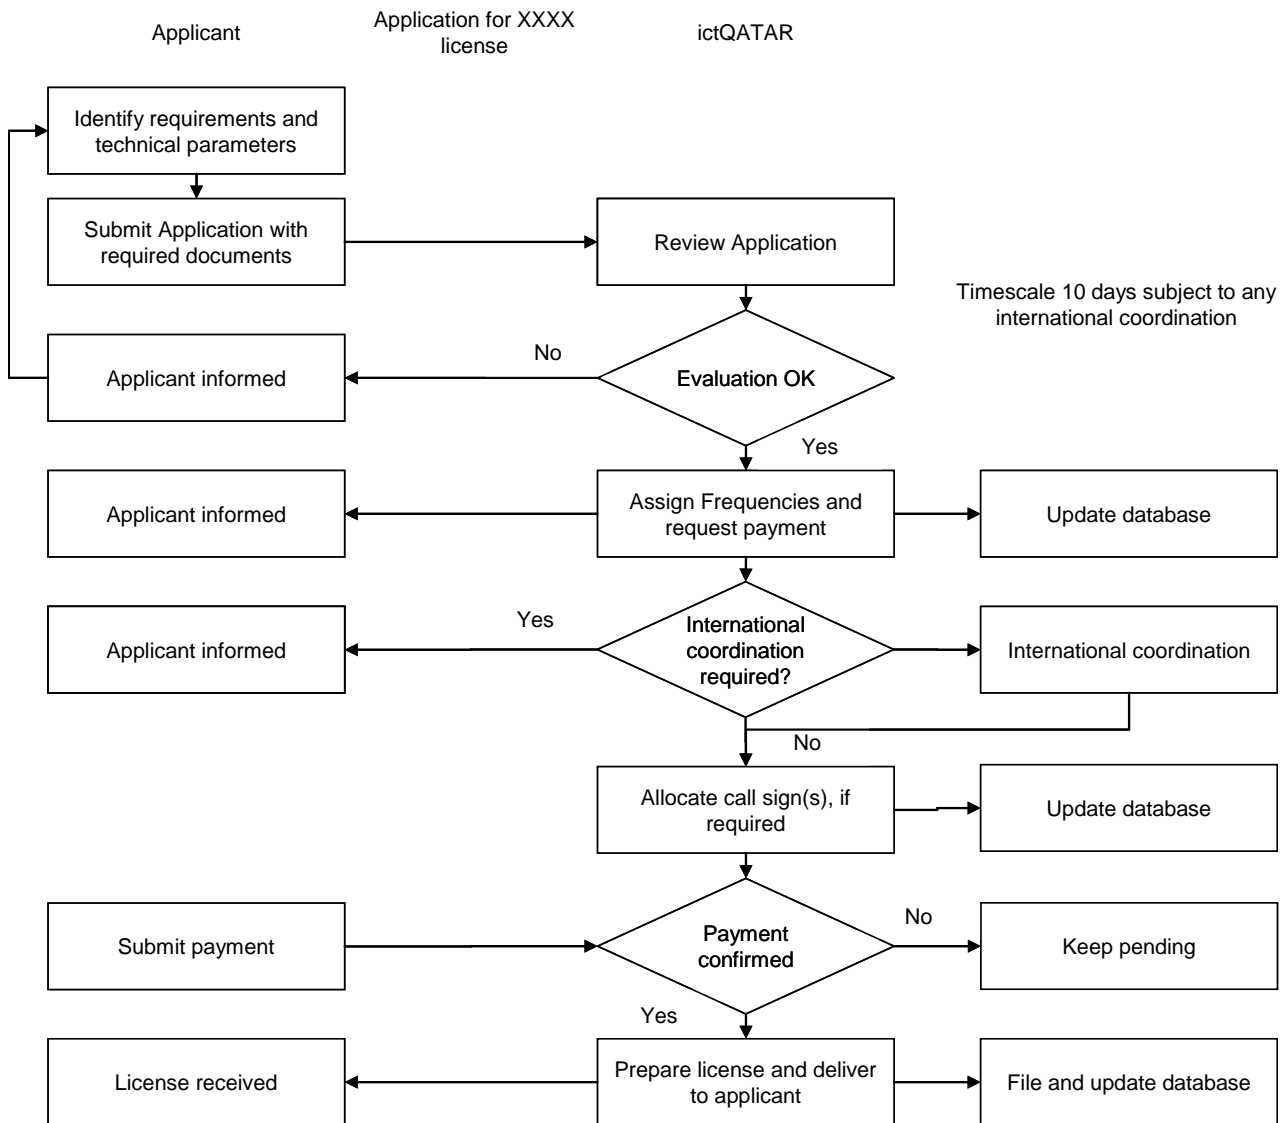 Applicant
Application for XXXX
license
ictQATAR
Identify requirements and
technical parameters
Submit Application with
required documents
Review Application
Timescale 10 days subject to any
international coordination
No
Applicant informed
Evaluation OK
Yes
Applicant informed
Assign Frequencies and
request payment
Update database
Yes
Applicant informed
International
coordination
required?
International coordination
No
Allocate call sign(s), if
required
Update database
Submit payment
Payment
confirmed
No
Keep pending
Yes
License received
Prepare license and deliver
to applicant
File and update database